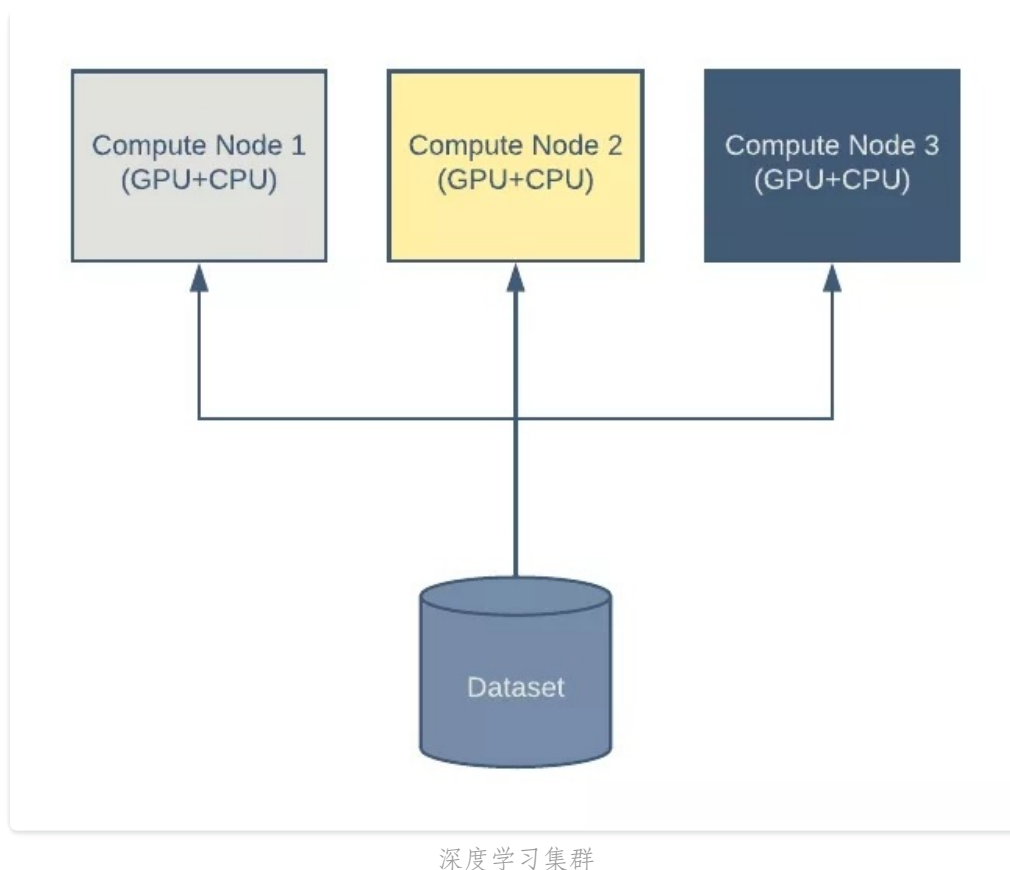 Compute Node 1
(GPU+CPU)
Compute Node 2
(GPU+CPU)
Compute Node 3
(GPU+CPU)
Dataset
深度学习集群